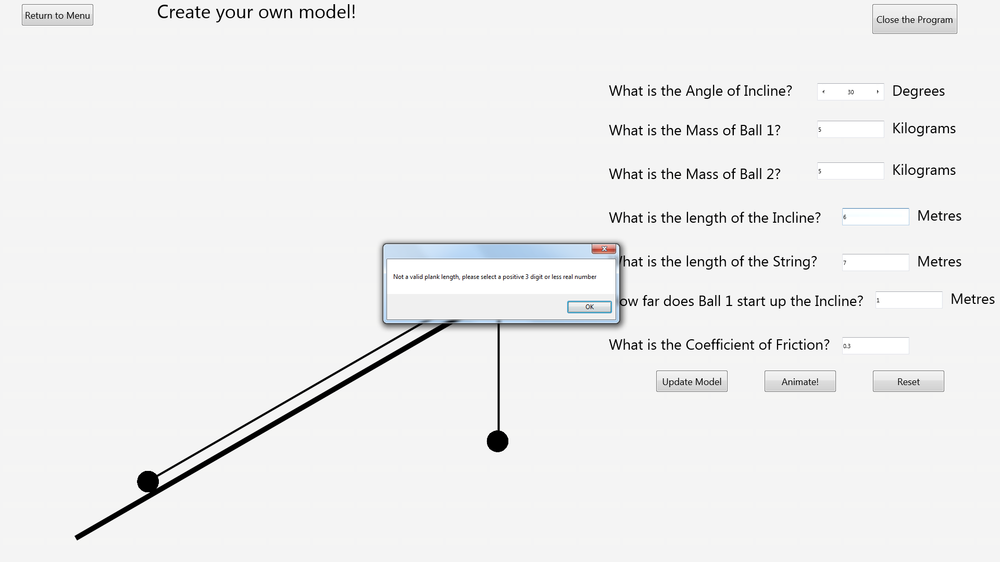 Return to Menu
Create your own model!
Close the Program
What is the Angle of Incline? 30 Degrees
What is the Mass of Ball 1? 5 Kilograms
What is the Mass of Ball 2? 5 Kilograms
What is the length of the Incline? 6 Metres
hat is the length of the String? 7 Metres
Not a valid plank length, please select a positive 3 digit or less real number
OK
ow far does Ball 1 start up the Incline? 1 Metres
What is the Coefficient of Friction? 0.3
Update Model Animate! Reset